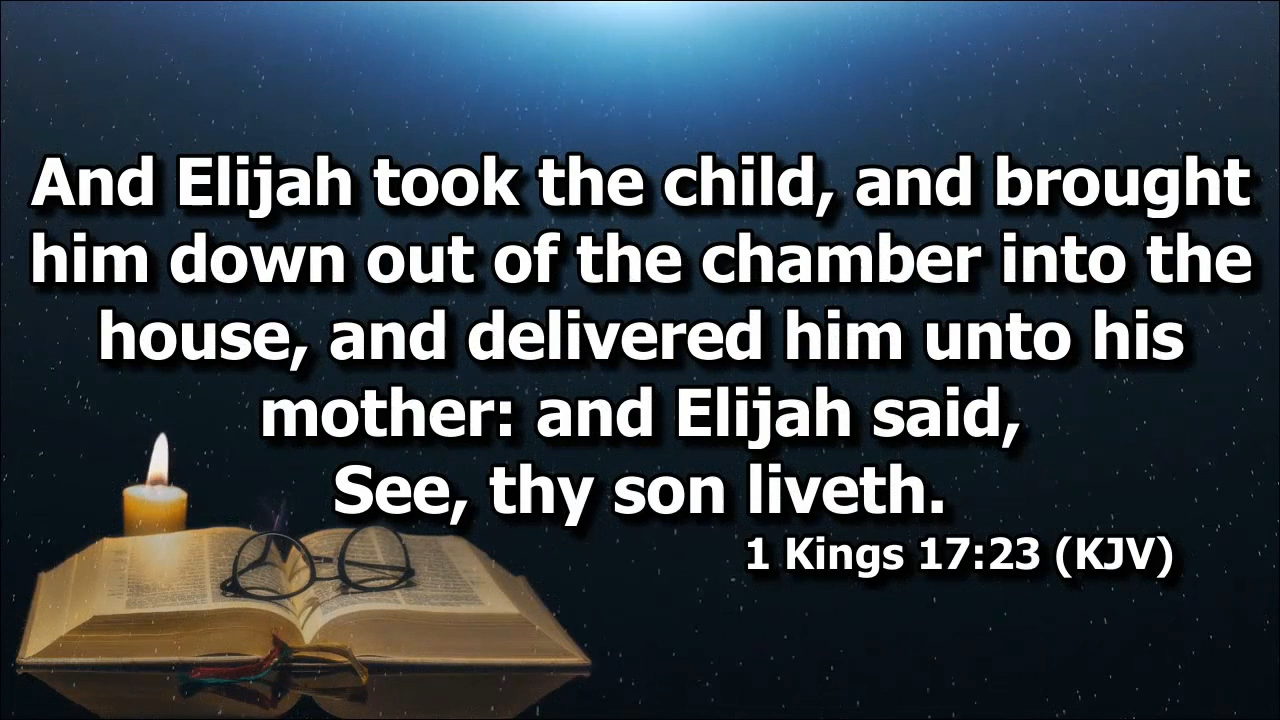 And Elijah took the child, and brought
him down out of the chamber into the
house, and delivered him unto his
mother: and Elijah said,
See, thy son liveth.
1 Kings 17:23 (KJV)